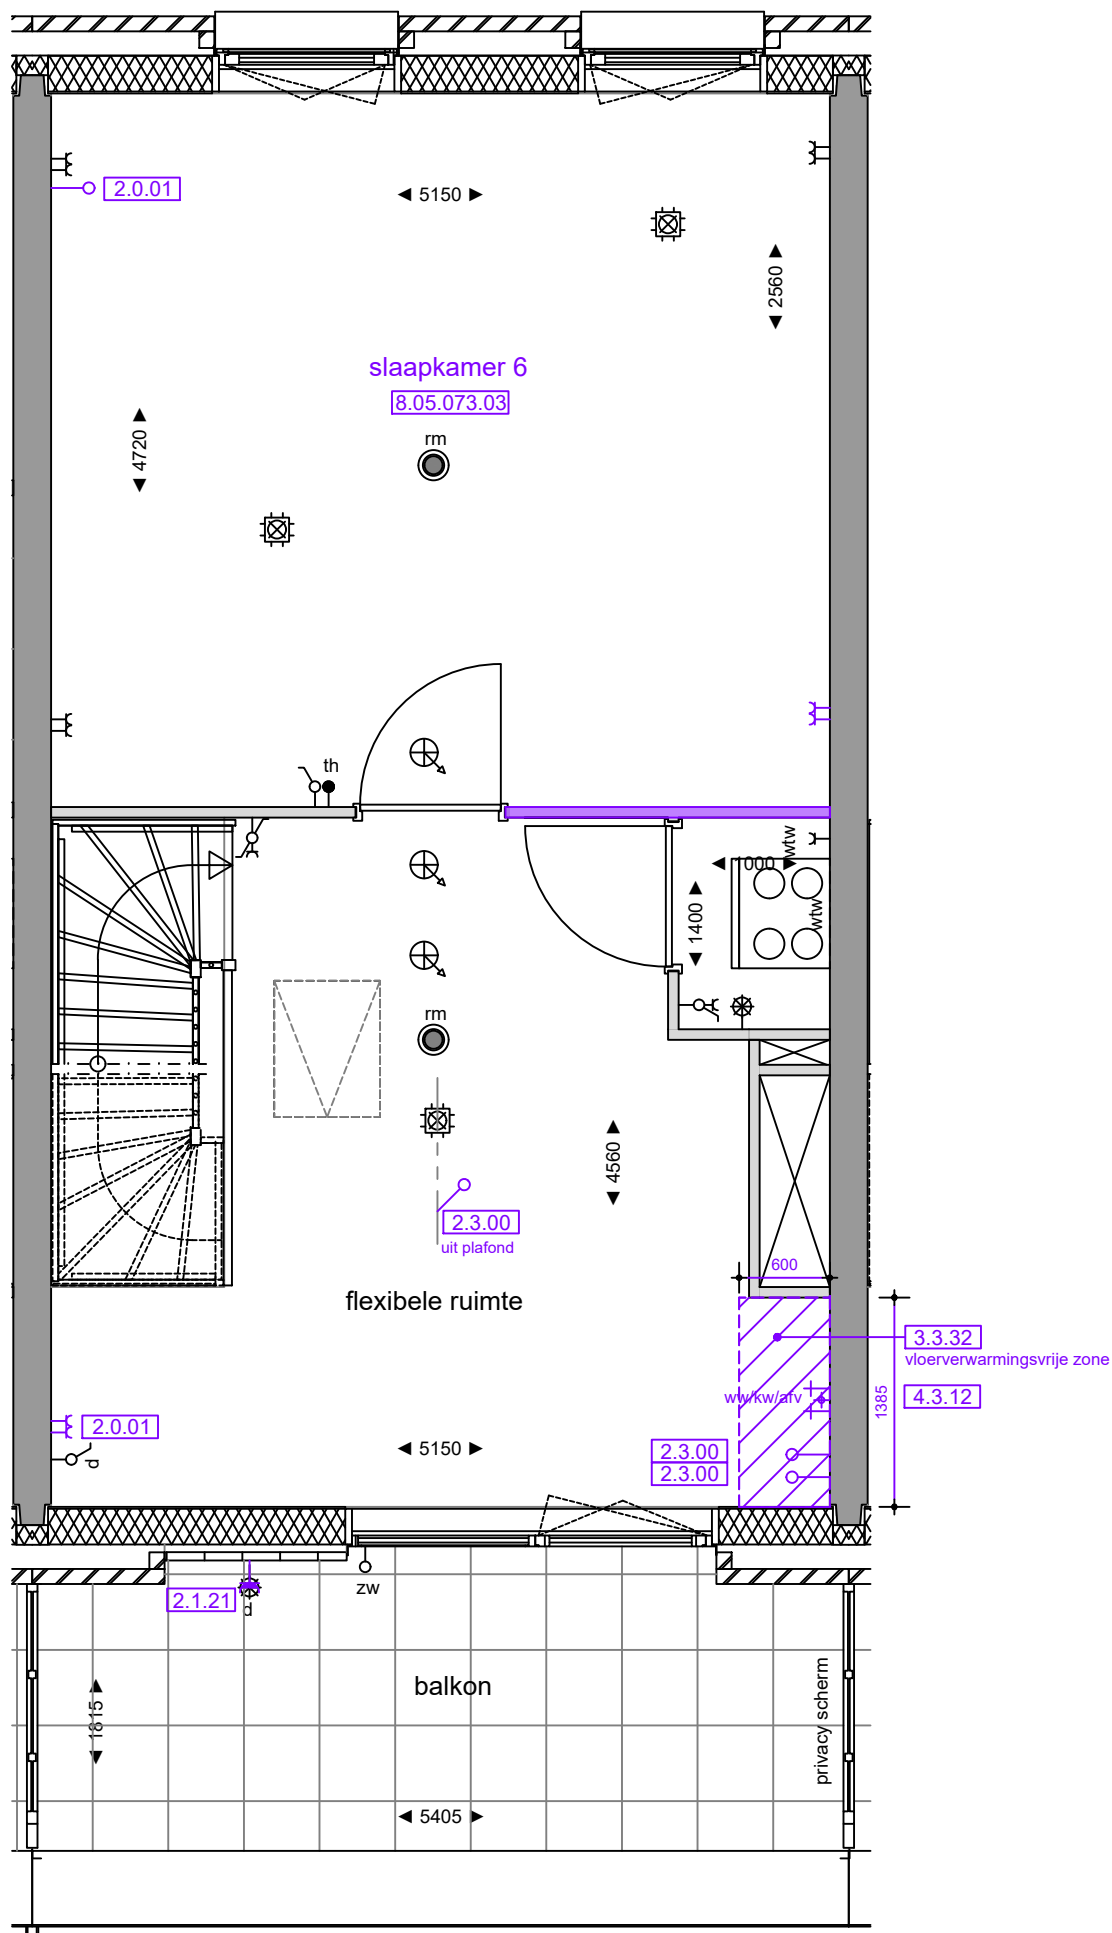 2.0.01
5150
2560
slaapkamer 6
8.05.073.03
4720
rm
th
wtw
1000
wtw
1400
rm
4560
2.3.00
uit plafond
600
flexibele ruimte
3.3.32
vloerverwarmingsvrije zone
ww/kw/afv
4.3.12
1385
2.0.01
d
5150
2.3.00
2.3.00
zw
2.1.21
d
balkon
privacy scherm
1815
5405